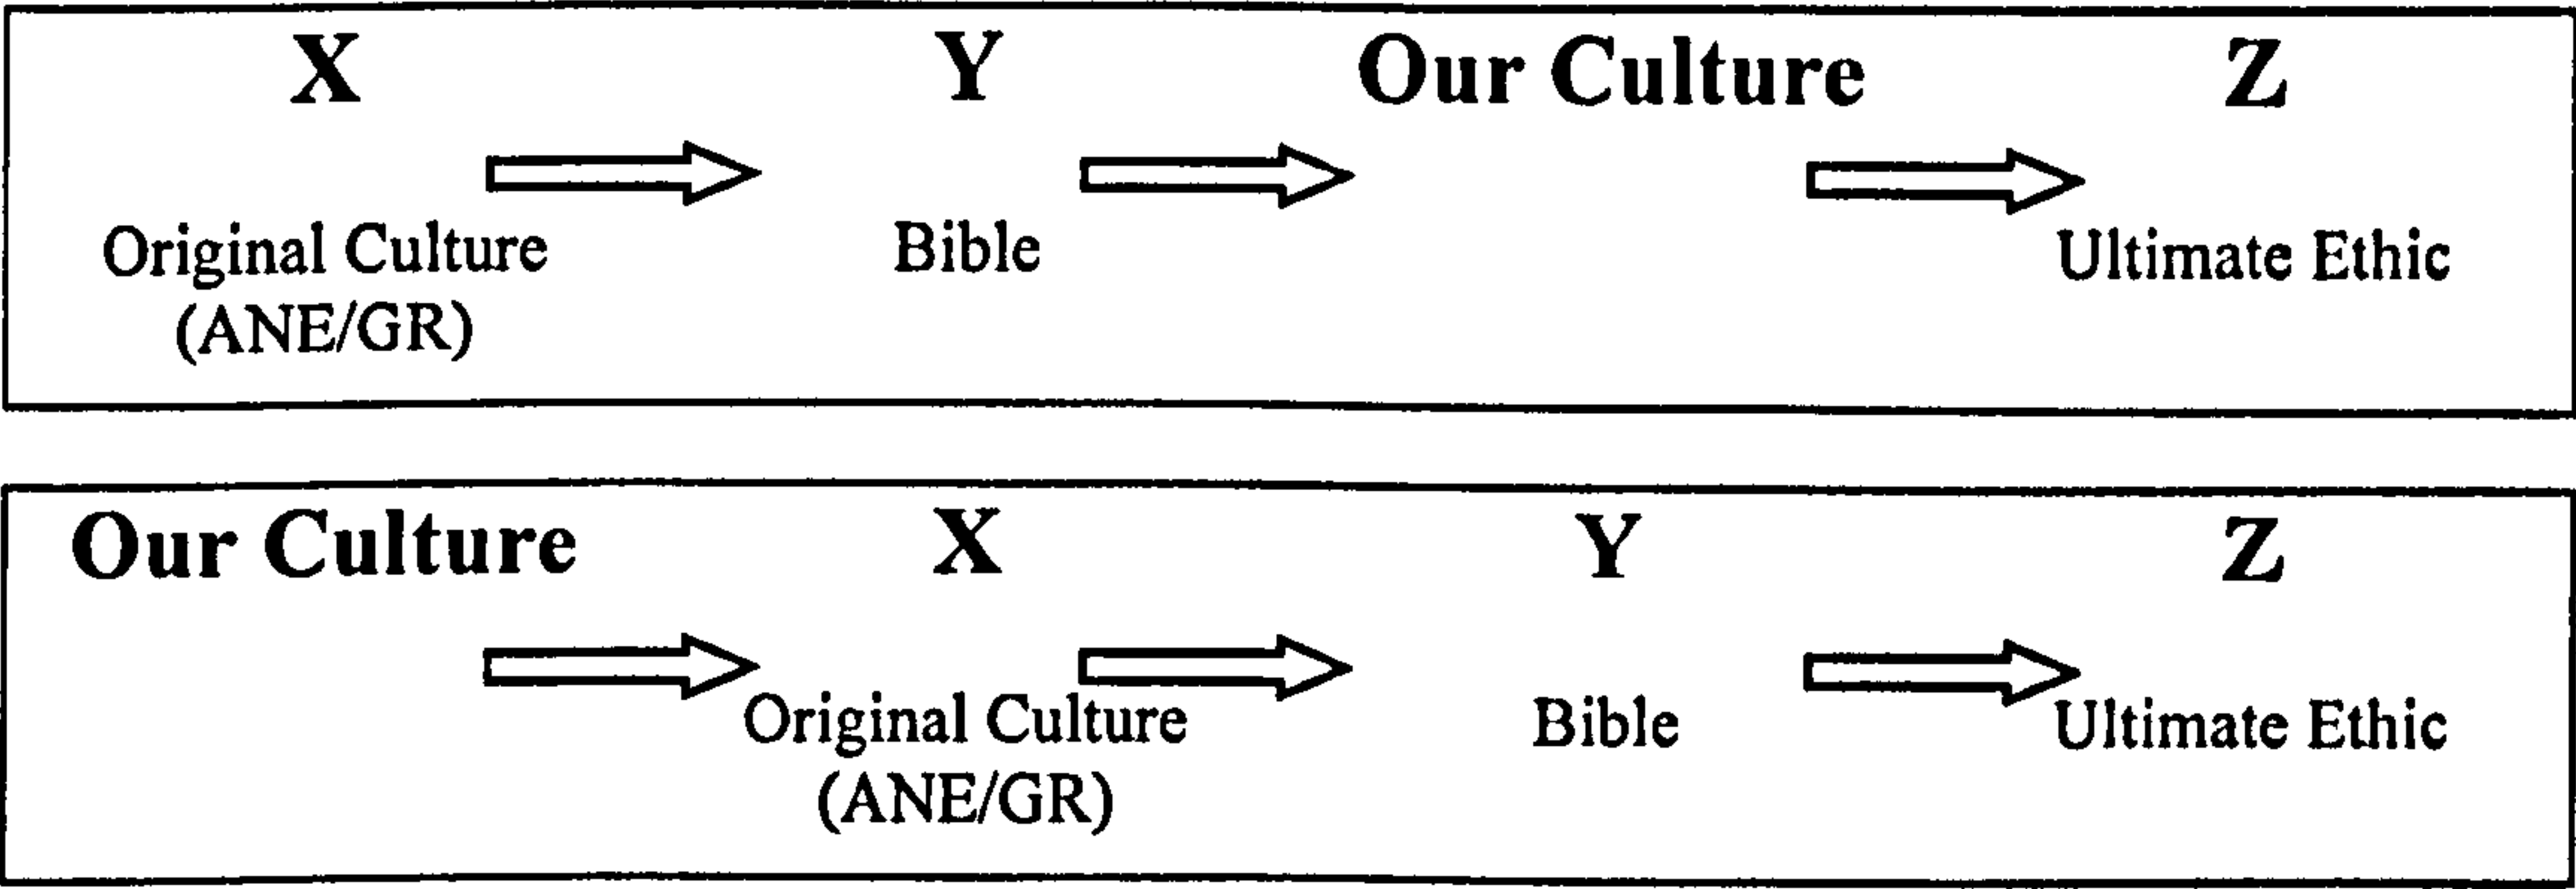 X Y Our Culture Z
Original Culture Bible Ultimate Ethic
(ANE/GR)
Our Culture X Y Z
Original Culture Bible Ultimate Ethic
(ANE/GR)